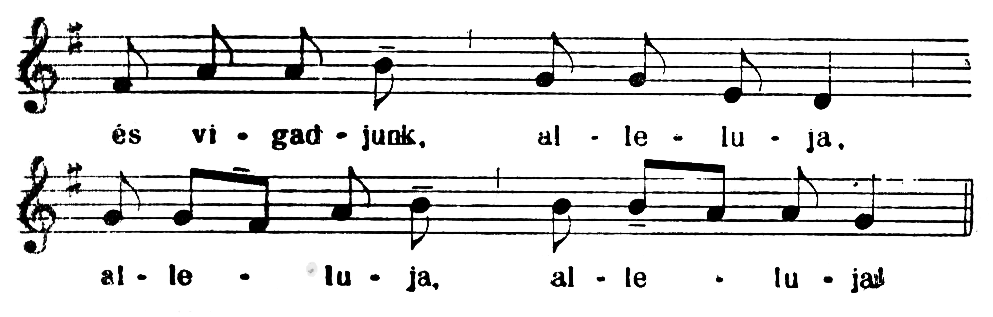 és vi - gad - junk, al - le - lu - ja,
al - le - lu - ja, al - le - lu - ja!